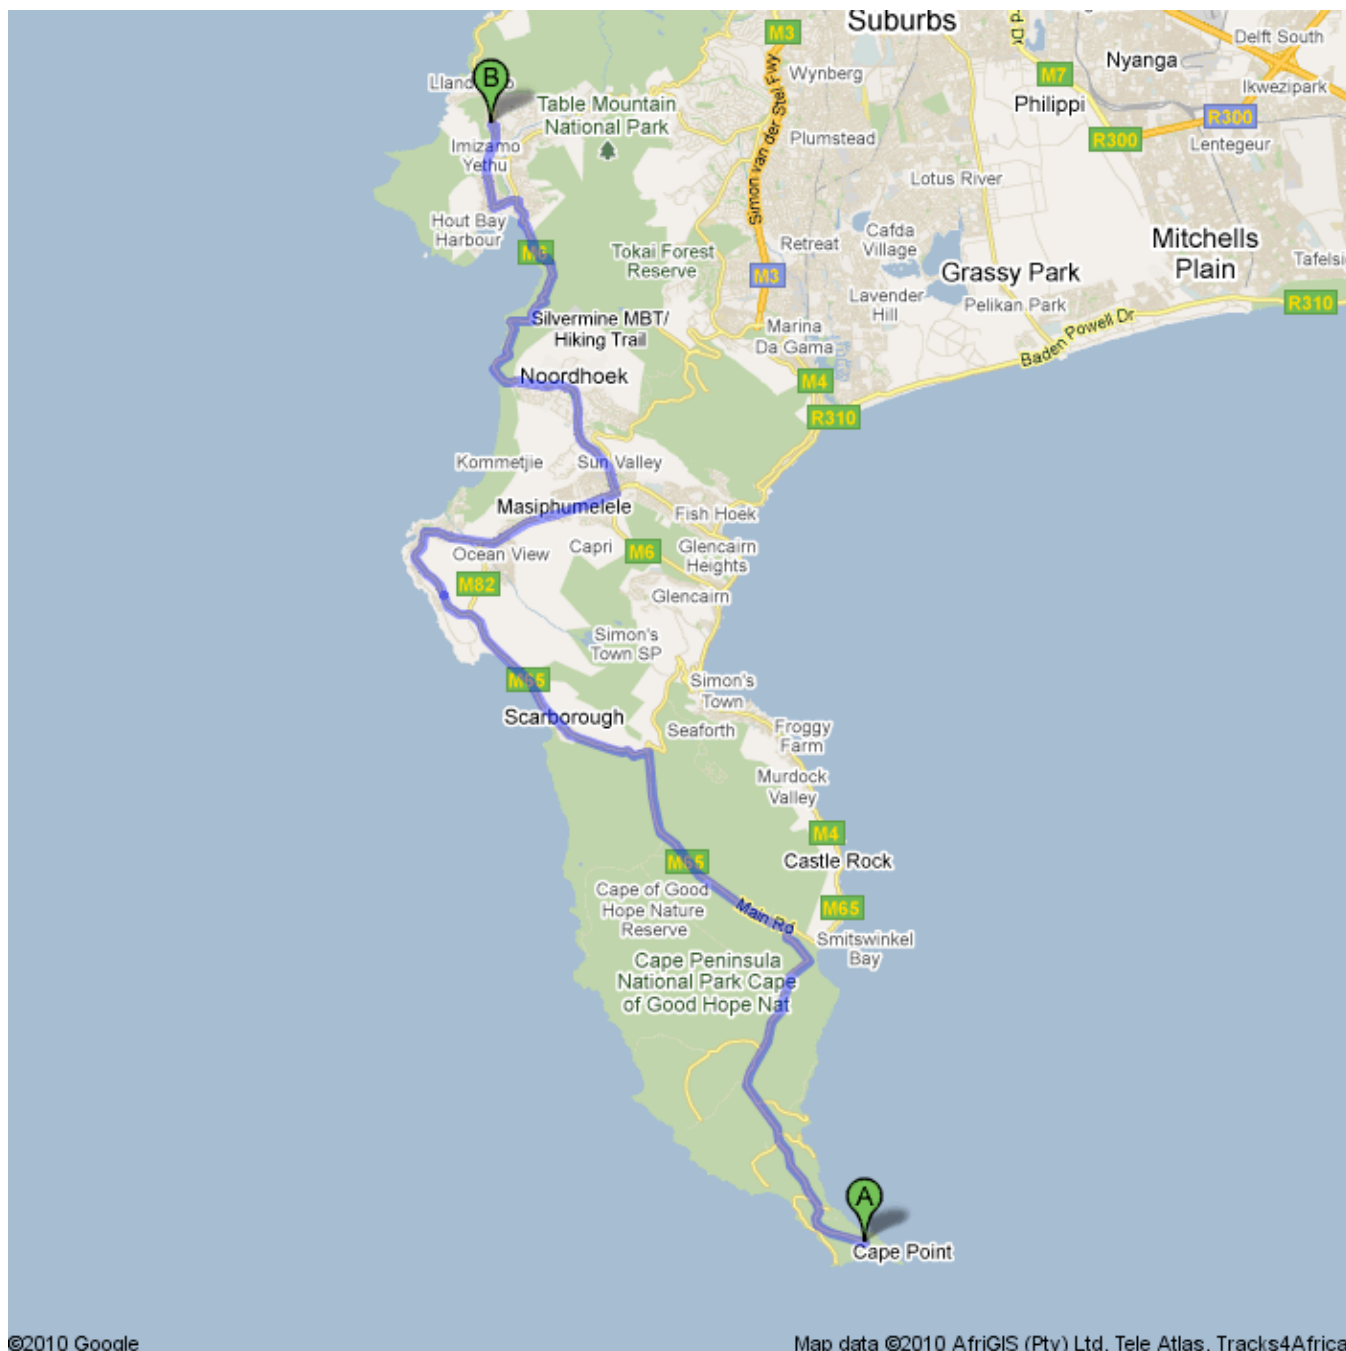 Suburbs
M3
rd Dr
Delft South
Nyanga
B
Wynberg
M7
Ikwezipark
Table Mountain
National Park
Philippi
R300
R300
Lentegeur
Imizamo
Yethu
Plumstead
Simon van der Stel Fwy
Lotus River
Hout Bay
Harbour
Cafda
Village
Mitchells
Plain
Tokai Forest
Reserve
Retreat
Tafelsi
M3
Grassy Park
Lavender
Hill
Pelikan Park
R310
Silvermine MBT/
Hiking Trail
Marina
Da Gama
Baden Powell Dr
Noordhoek
M4
R310
Kommetjie
Sun Valley
Masiphumelele
Fish Hoek
Ocean View
Capri
M6
Glencairn
Heights
M82
Glencairn
Simon's
Town SP
M65
Simon's
Town
Scarborough
Seaforth
Froggy
Farm
Murdock
Valley
M4
M65
Castle Rock
Cape of Good
Hope Nature
Reserve
Main Rd
M65
Smitswinkel
Bay
Cape Peninsula
National Park Cape
of Good Hope Nat
A
Cape Point
©2010 Google
Map data ©2010 AfriGIS (Pty) Ltd, Tele Atlas, Tracks4Africa